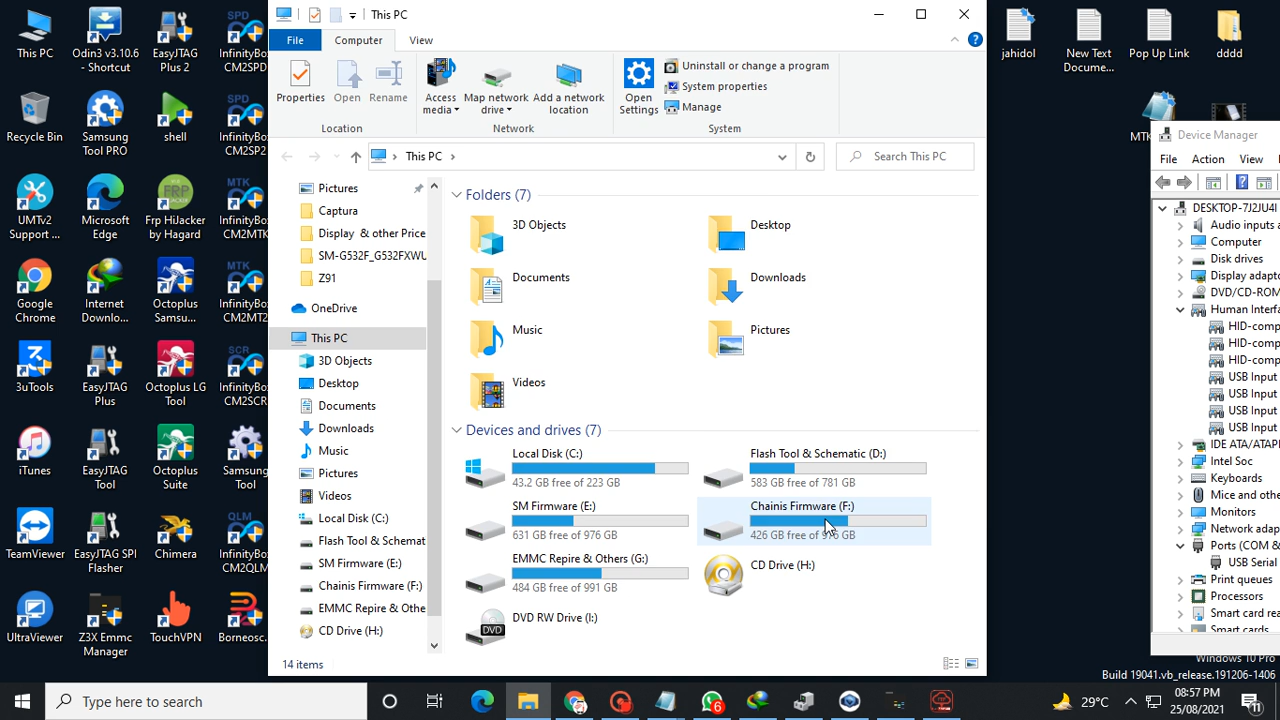 This PC
Odin3 v3.10.6
- Shortcut
EasyJTAG
Plus 2
InfinityBo
CM2SPD
Recycle Bin
Samsung
Tool PRO
shell
InfinityBo
CM2SP2
UMTv2
Support ...
Microsoft
Edge
Frp HiJacker
by Hagard
InfinityBo
CM2MTK
Google
Chrome
Internet
Downlo...
Octoplus
Samsu...
InfinityBo
CM2MT2
3uTools
EasyJTAG
Plus
Octoplus LG
Tool
InfinityBo
CM2SCR
iTunes
EasyJTAG
Tool
Octoplus
Suite
Samsung
Tool
TeamViewer
EasyJTAG SPI
Flasher
Chimera
InfinityBo
CM2QLM
UltraViewer
Z3X Emmc
Manager
TouchVPN
Borneosc.
SPD
SPD
FRP
MTK
MTK
SCR
QLM
This PC
File
Computer
View
Properties
Open
Rename
Location
Access
media
Map network
drive
Add a network
location
Network
Open
Settings
Uninstall or change a program
System properties
Manage
System
This PC
Search This PC
Pictures
Captura
Display & other Price
SM-G532F_G532FXWU
Z91
OneDrive
This PC
3D Objects
Desktop
Documents
Downloads
Music
Pictures
Videos
Local Disk (C:)
Flash Tool & Schemat
SM Firmware (E:)
Chainis Firmware (F:)
EMMC Repire & Othe
CD Drive (H:)
Folders (7)
3D Objects
Desktop
Documents
Downloads
Music
Pictures
Videos
Devices and drives (7)
Local Disk (C:)
43.2 GB free of 223 GB
Flash Tool & Schematic (D:)
583 GB free of 781 GB
SM Firmware (E:)
631 GB free of 976 GB
Chainis Firmware (F:)
426 GB free of 976 GB
EMMC Repire & Others (G:)
484 GB free of 991 GB
CD Drive (H:)
DVD
DVD RW Drive (I:)
14 items
jahidol
New Text
Docume...
Pop Up Link
dddd
MTK
Device Manager
File
Action
View
DESKTOP-7J2JU4I
Audio inputs a
Computer
Disk drives
Display adapto
DVD/CD-ROM
Human Interfa
HID-comp
HID-comp
HID-comp
USB Input
USB Input
USB Input
USB Input
IDE ATA/ATAPI
Intel Soc
Keyboards
Mice and othe
Monitors
Network adap
Ports (COM &
USB Serial
Print queues
Processors
Smart card rea
Smart cards
Windows 10 Pro
Build 19041.vb_release.191206-1406
Type here to search
6
29°C
08:57 PM
25/08/2021
11